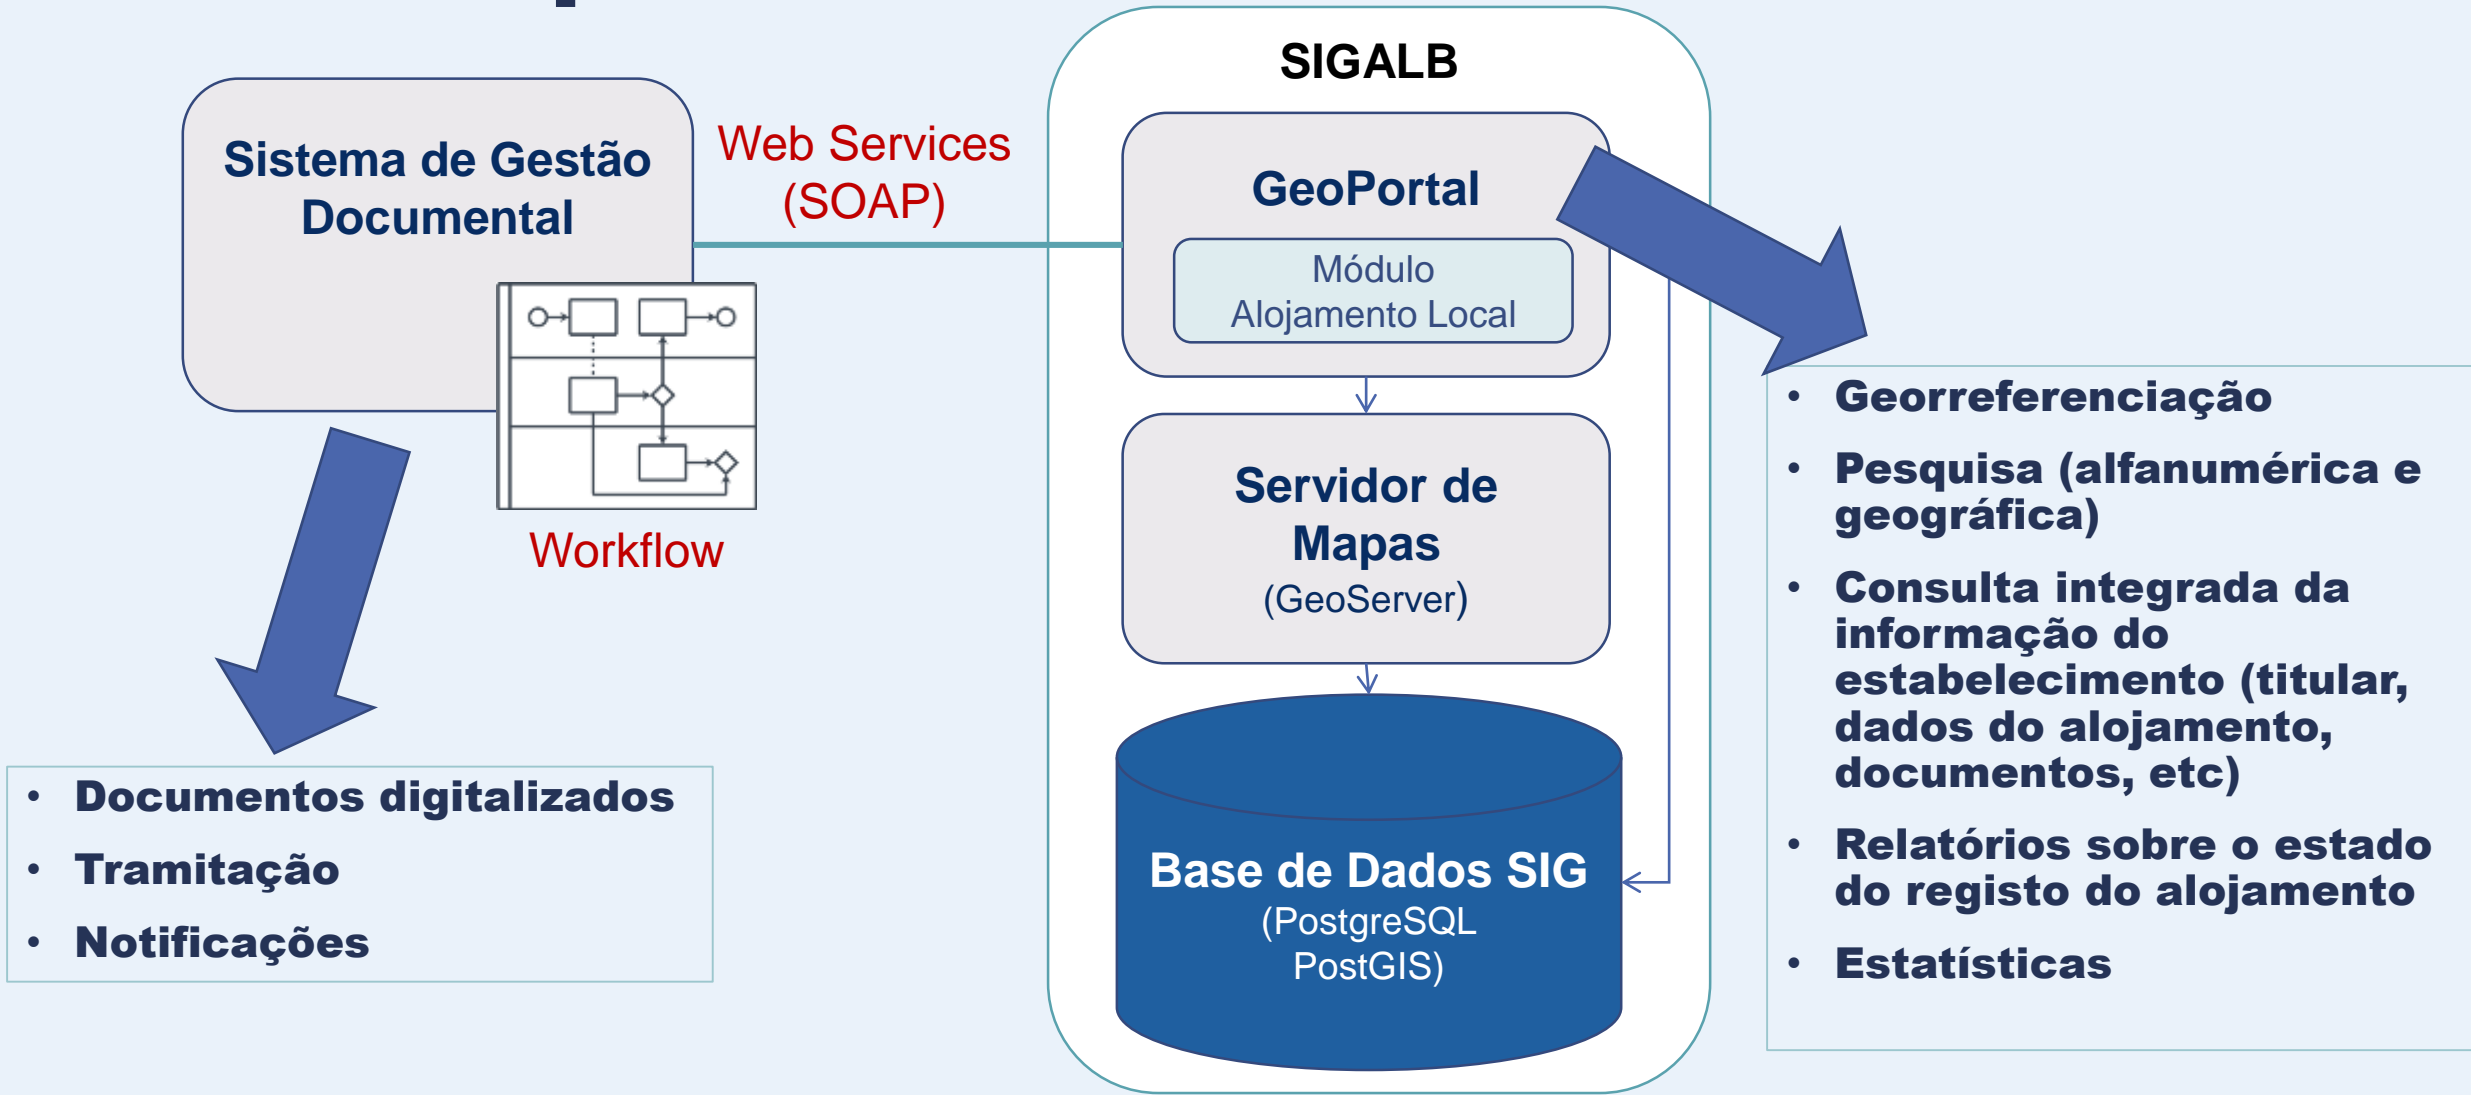 Sistema de Gestão
Documental
Workflow
Web Services
(SOAP)
SIGALB
GeoPortal
Módulo
Alojamento Local
Servidor de
Mapas
(GeoServer)
Base de Dados SIG
(PostgreSQL
PostGIS)
• Documentos digitalizados
• Tramitação
• Notificações
• Georreferenciação
• Pesquisa (alfanumérica e
geográfica)
• Consulta integrada da
informação do
estabelecimento (titular,
dados do alojamento,
documentos, etc)
• Relatórios sobre o estado
do registo do alojamento
• Estatísticas